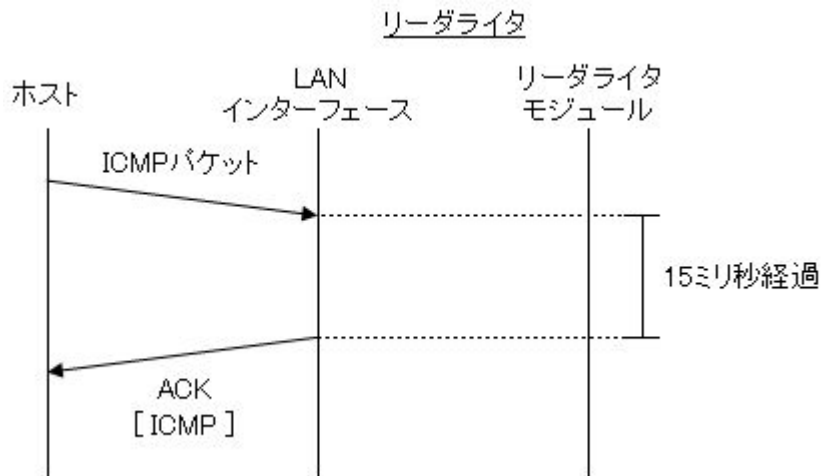 リーダライタ
ホスト
LAN
インターフェース
リーダライタ
モジュール
ICMPパケット
15ミリ秒経過
ACK
[ICMP]